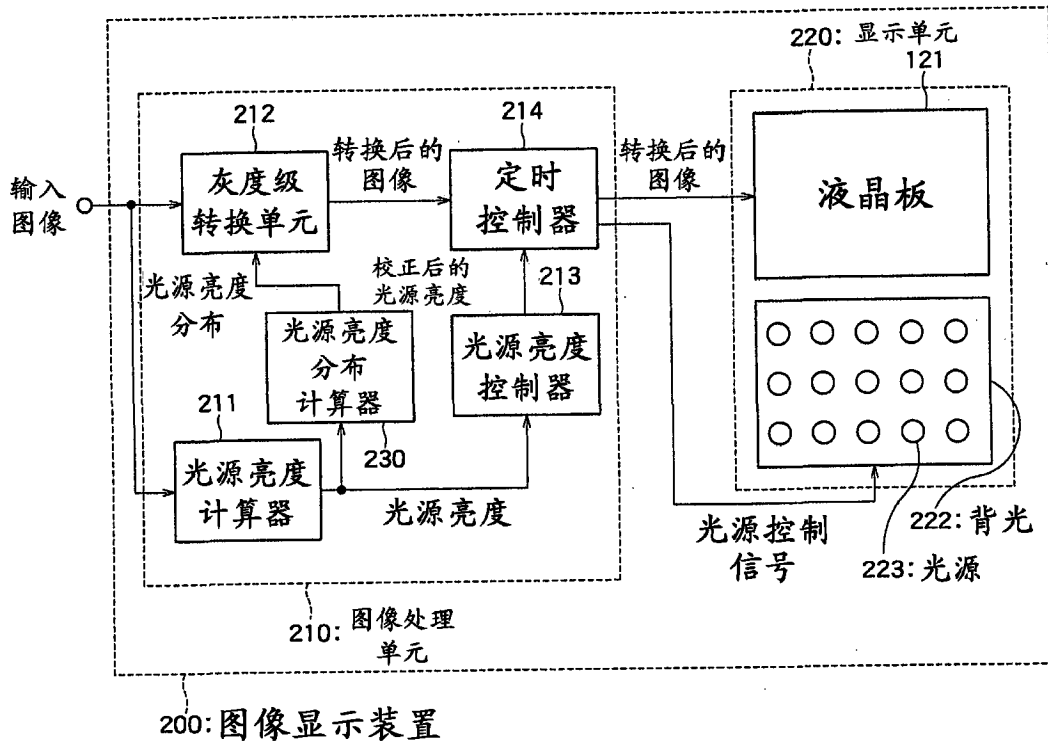 220: 显示单元
121
212
214
输入
图像
灰度级
转换单元
转换后的
图像
定时
控制器
转换后的
图像
液晶板
光源亮度
分布
校正后的
光源亮度
213
光源亮度
分布
计算器
光源亮度
控制器
211
230
光源亮度
计算器
光源亮度
光源控制
信号
222:背光
223:光源
210: 图像处理
单元
200:图像显示装置